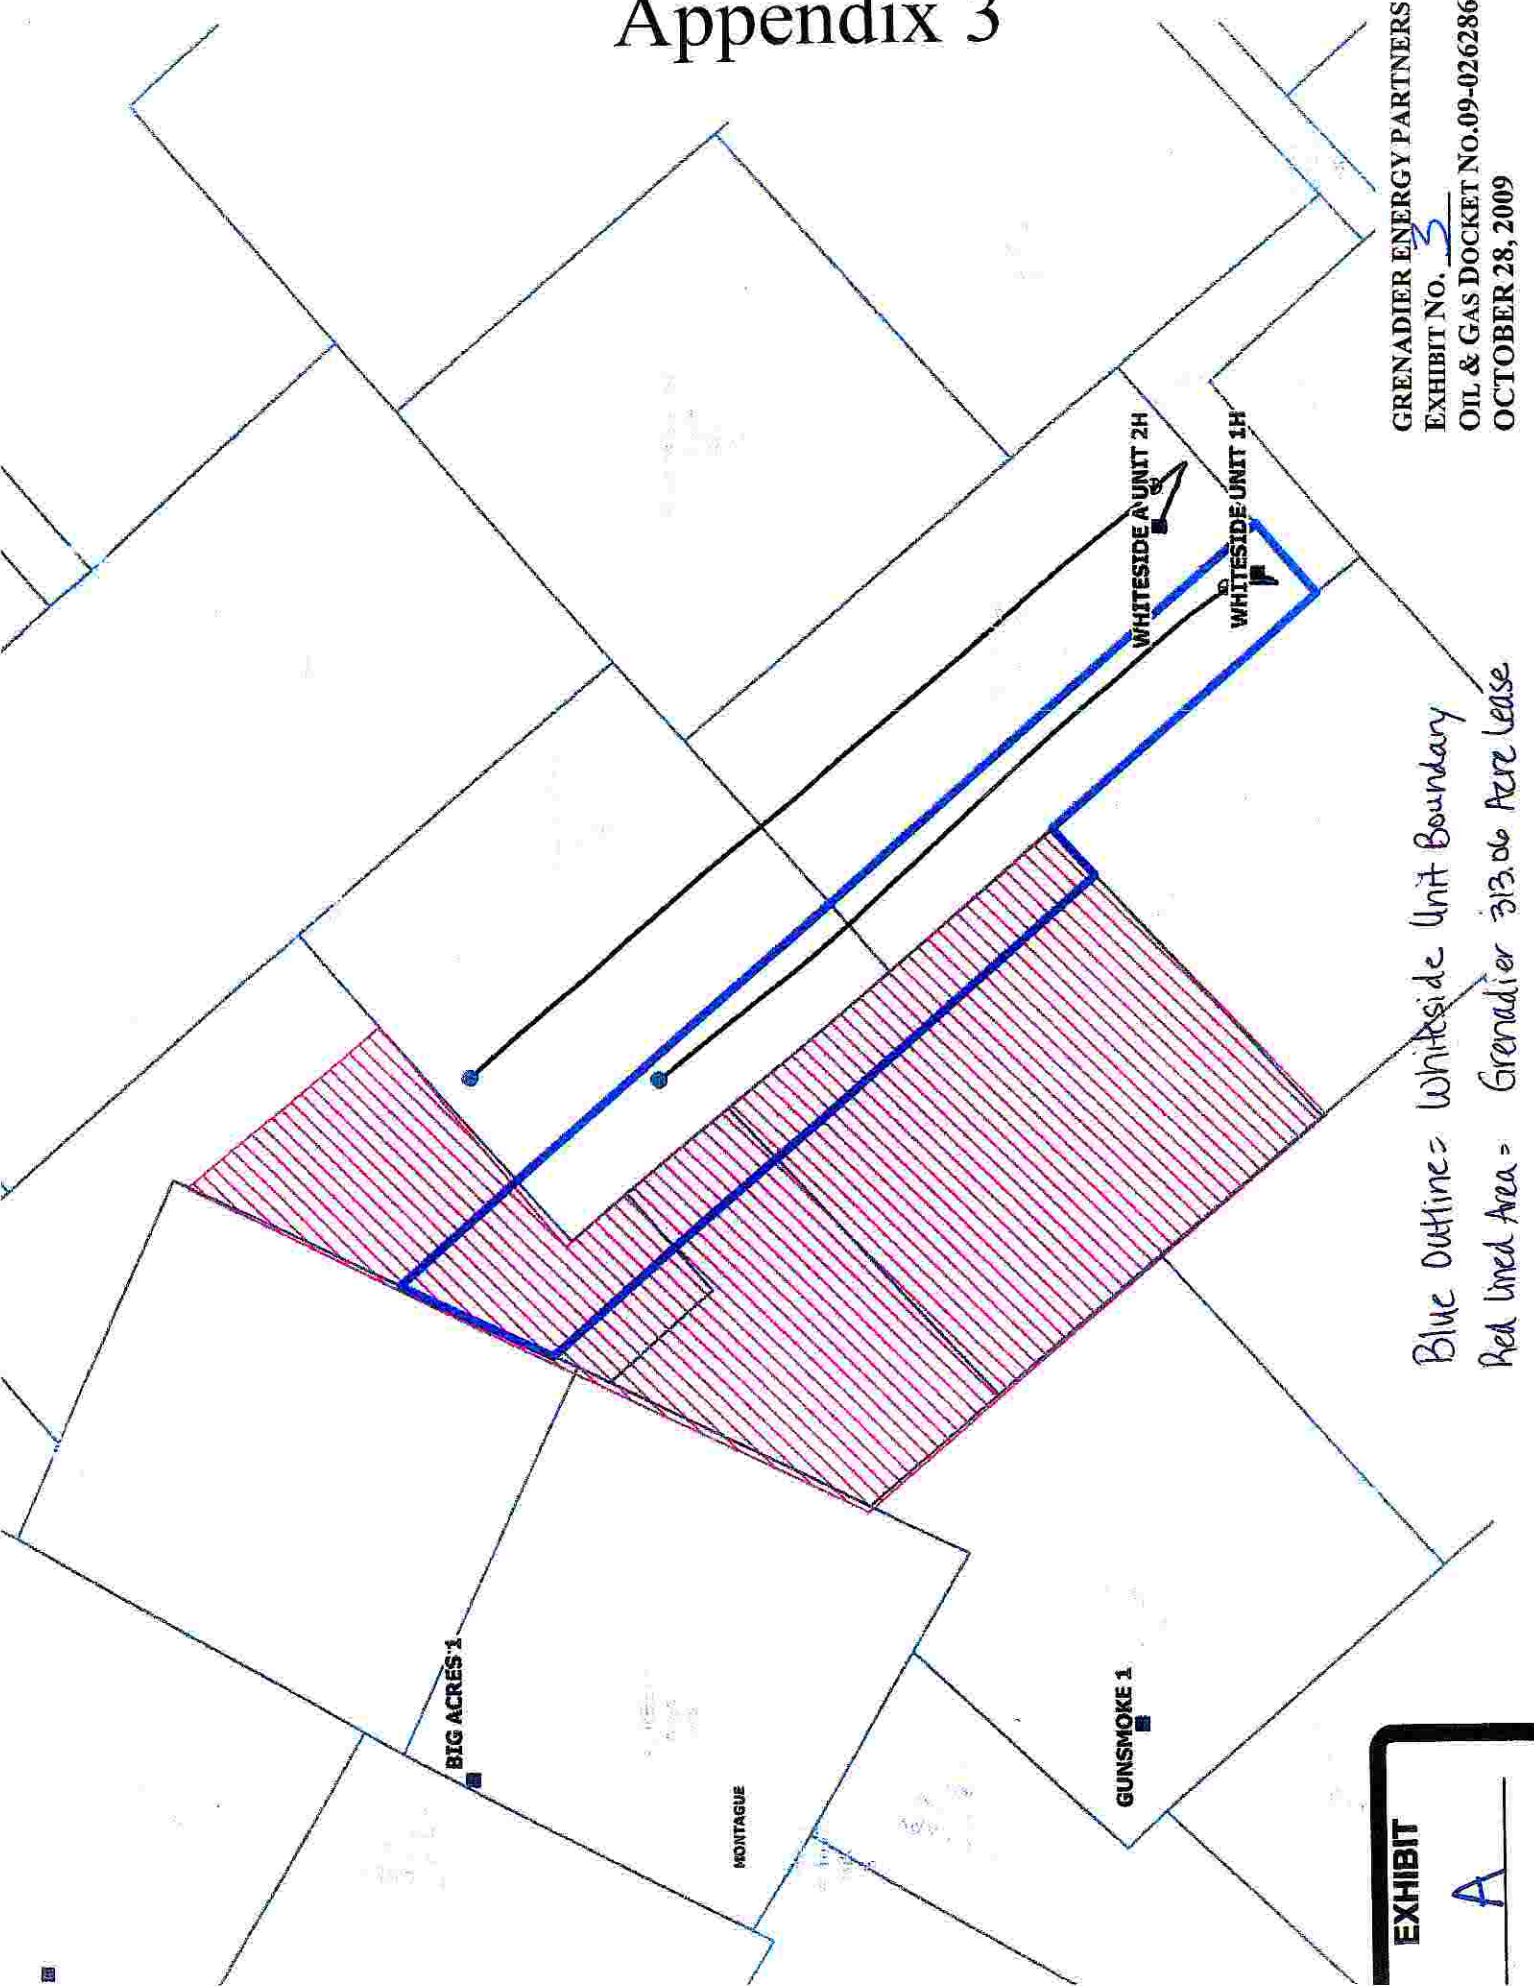 Appendix 3
GRENADIER ENERGY PARTNERS
EXHIBIT NO. 3
OIL & GAS DOCKET NO.09-026286
OCTOBER 28, 2009
WHITESIDE A UNIT 2H
WHITESIDE UNIT 1H
BIG ACRES 1
MONTAGUE
GUNSMOKE 1
Blue Outline = Whiteside Unit Boundary
Red Lined Area = Grenadier 313.06 Acre Lease
EXHIBIT
A